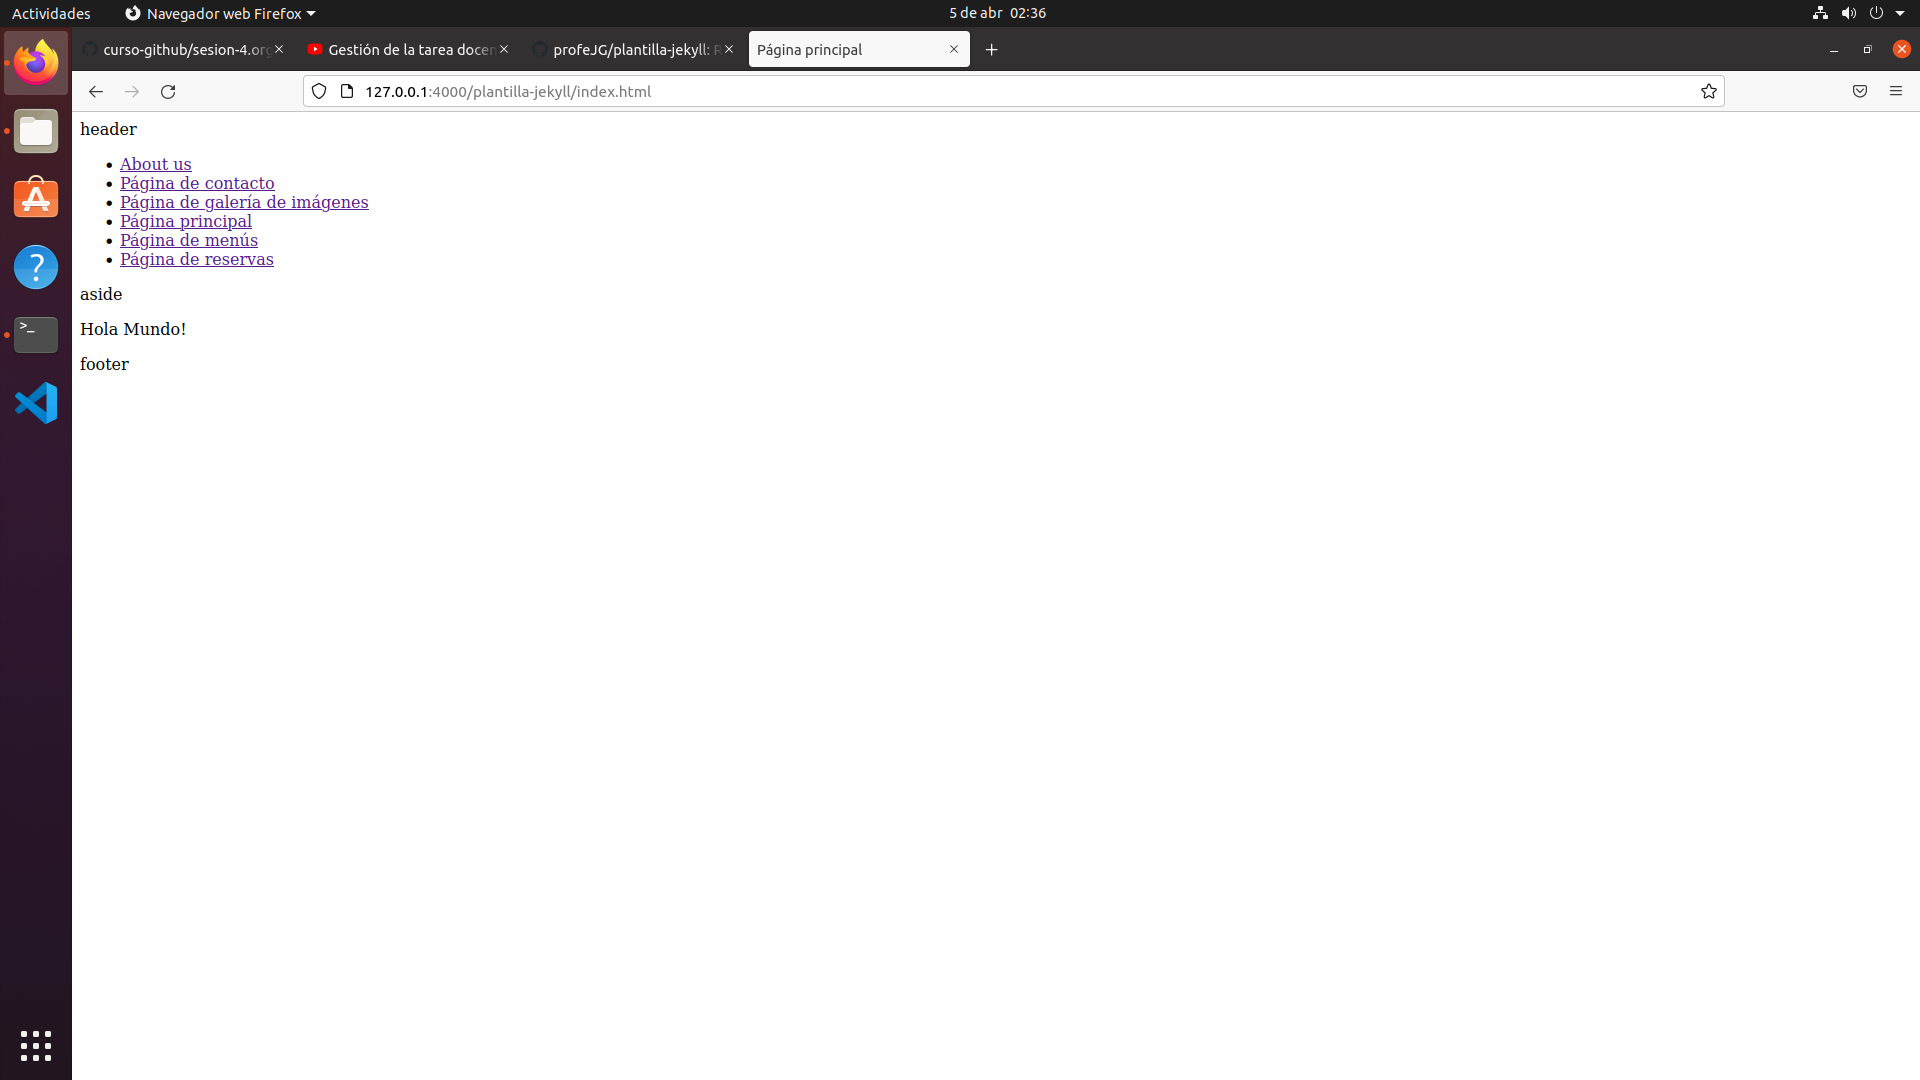 Actividades Navegador web Firefox 5 de abr 02:36
curso-github/sesion-4.org Gestión de la tarea docen profeJG/plantilla-jekyll: R Página principal
127.0.0.1:4000/plantilla-jekyll/index.html
header
About us
Página de contacto
Página de galería de imágenes
Página principal
Página de menús
Página de reservas
aside
Hola Mundo!
footer